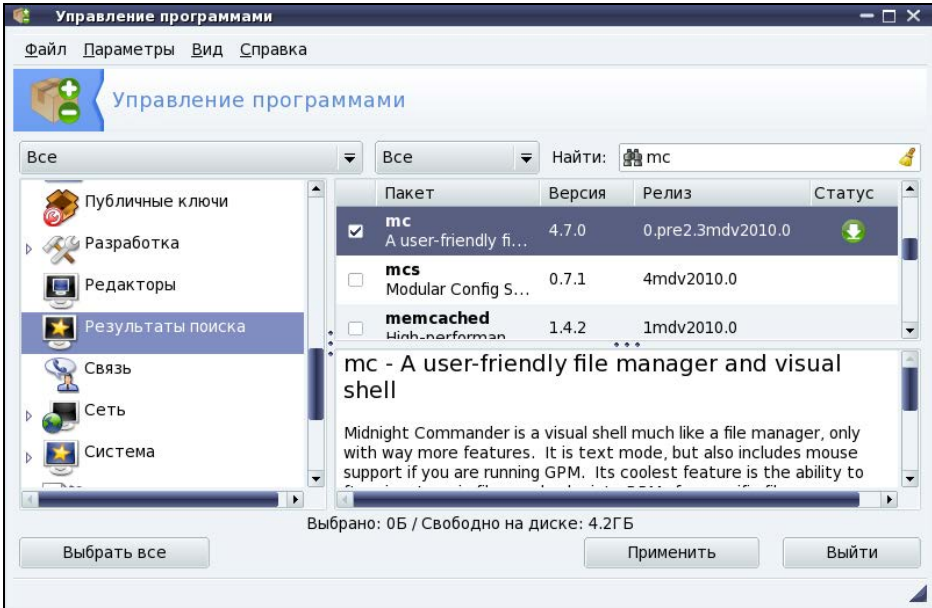 Управление программами
Файл Параметры Вид Справка
Управление программами
Все
Все
Найти:
mc
Публичные ключи
Разработка
Редакторы
Результаты поиска
Связь
Сеть
Система
Пакет Версия Релиз Статус
mc
A user-friendly fi...
4.7.0 0.pre2.3mdv2010.0
mcs
Modular Config S...
0.7.1 4mdv2010.0
memcached
High-performan
1.4.2 1mdv2010.0
mc - A user-friendly file manager and visual
shell
Midnight Commander is a visual shell much like a file manager, only
with way more features. It is text mode, but also includes mouse
support if you are running GPM. Its coolest feature is the ability to
Выбрано: 0Б / Свободно на диске: 4.2ГБ
Выбрать все
Применить
Выйти